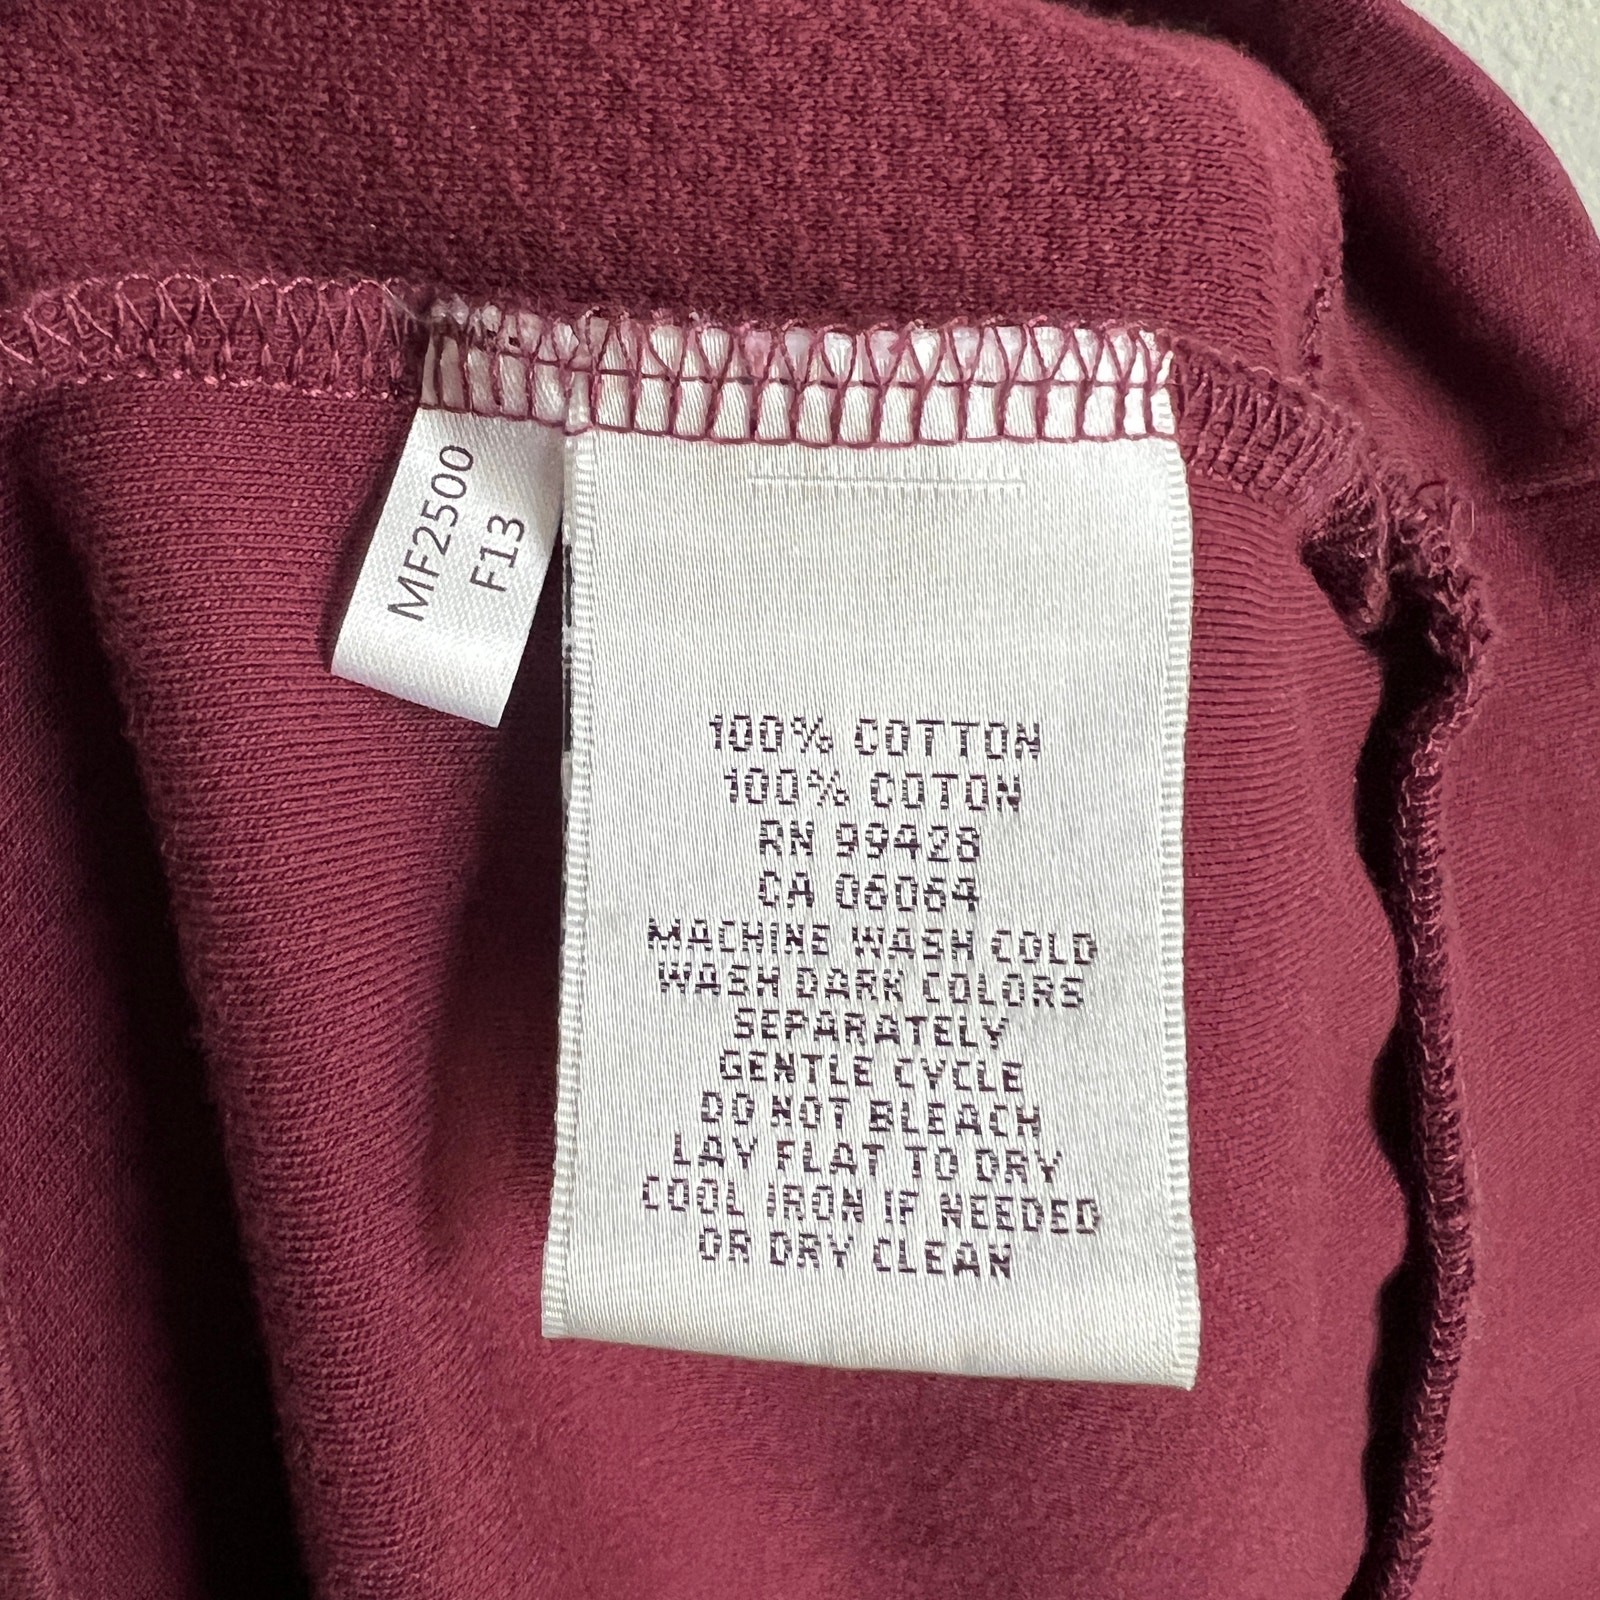 MF2500
F13
100% COTTON
100% COTON
RN 99428
CA 06064
MACHINE WASH COLD
WASH DARK COLORS
SEPARATELY
GENTLE CYCLE
DO NOT BLEACH
LAY FLAT TO DRY
COOL IRON IF NEEDED
OR DRY CLEAN